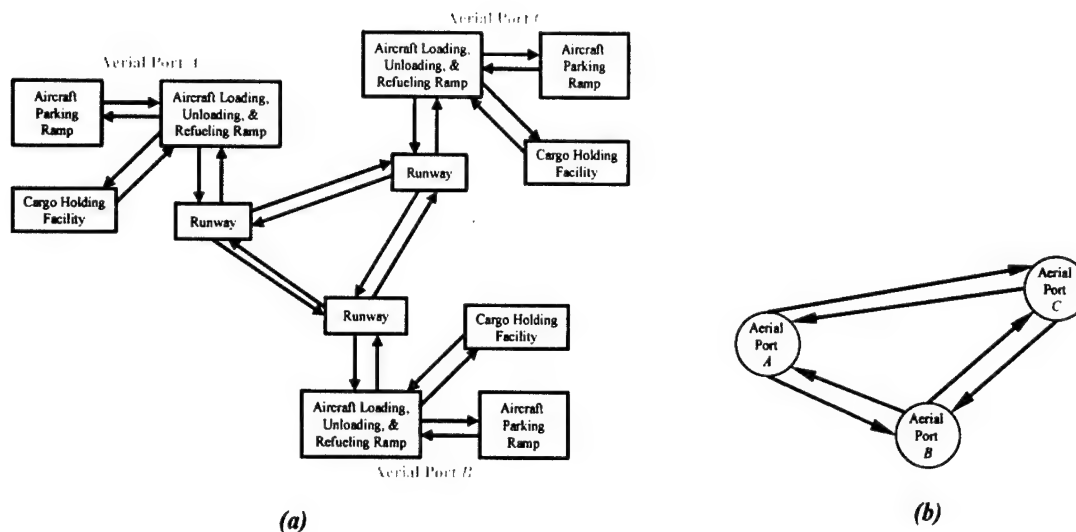 Aerial Port C
Aircraft Loading,
Unloading, &
Refueling Ramp
Aircraft
Parking
Ramp
Cargo Holding
Facility
Runway
Aerial Port A
Aircraft
Parking
Ramp
Aircraft Loading,
Unloading, &
Refueling Ramp
Cargo Holding
Facility
Runway
Runway
Cargo Holding
Facility
Aircraft Loading,
Unloading, &
Refueling Ramp
Aircraft
Parking
Ramp
Aerial Port B
(a)
Aerial
Port
C
Aerial
Port
A
Aerial
Port
B
(b)